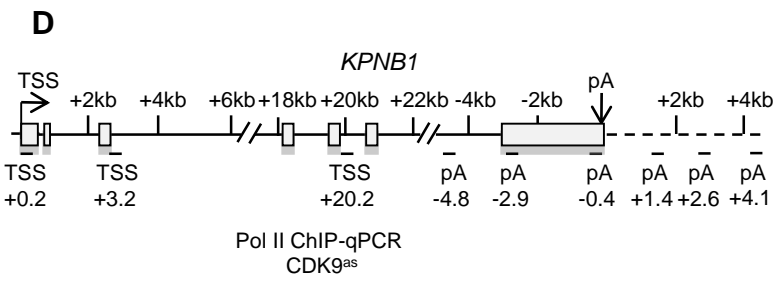 D
KPNB1
TSS pA
+2kb +4kb +6kb +18kb +20kb +22kb -4kb -2kb +2kb +4kb
TSS TSS TSS pA pA pA pA pA pA
+0.2 +3.2 +20.2 -4.8 -2.9 -0.4 +1.4 +2.6 +4.1
Pol II ChIP-qPCR
CDK9as